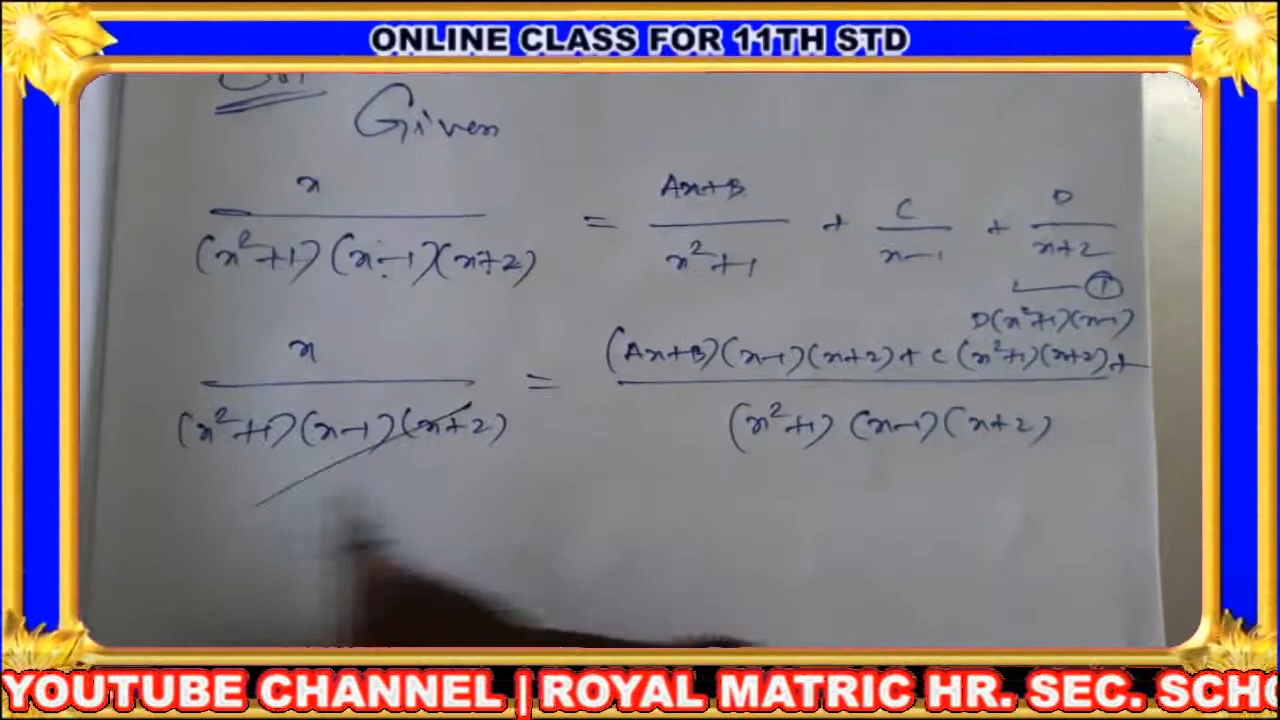 ONLINE CLASS FOR 11TH STD
Given
x / (x²+1)(x-1)(x+2) = Ax+B / x²+1 + C / x-1 + D / x+2
①
D(x²+1)(x-1)
x / (x²+1)(x-1)(x+2) = (Ax+B)(x-1)(x+2) + C(x²+1)(x+2) + / (x²+1)(x-1)(x+2)
YOUTUBE CHANNEL | ROYAL MATRIC HR. SEC.